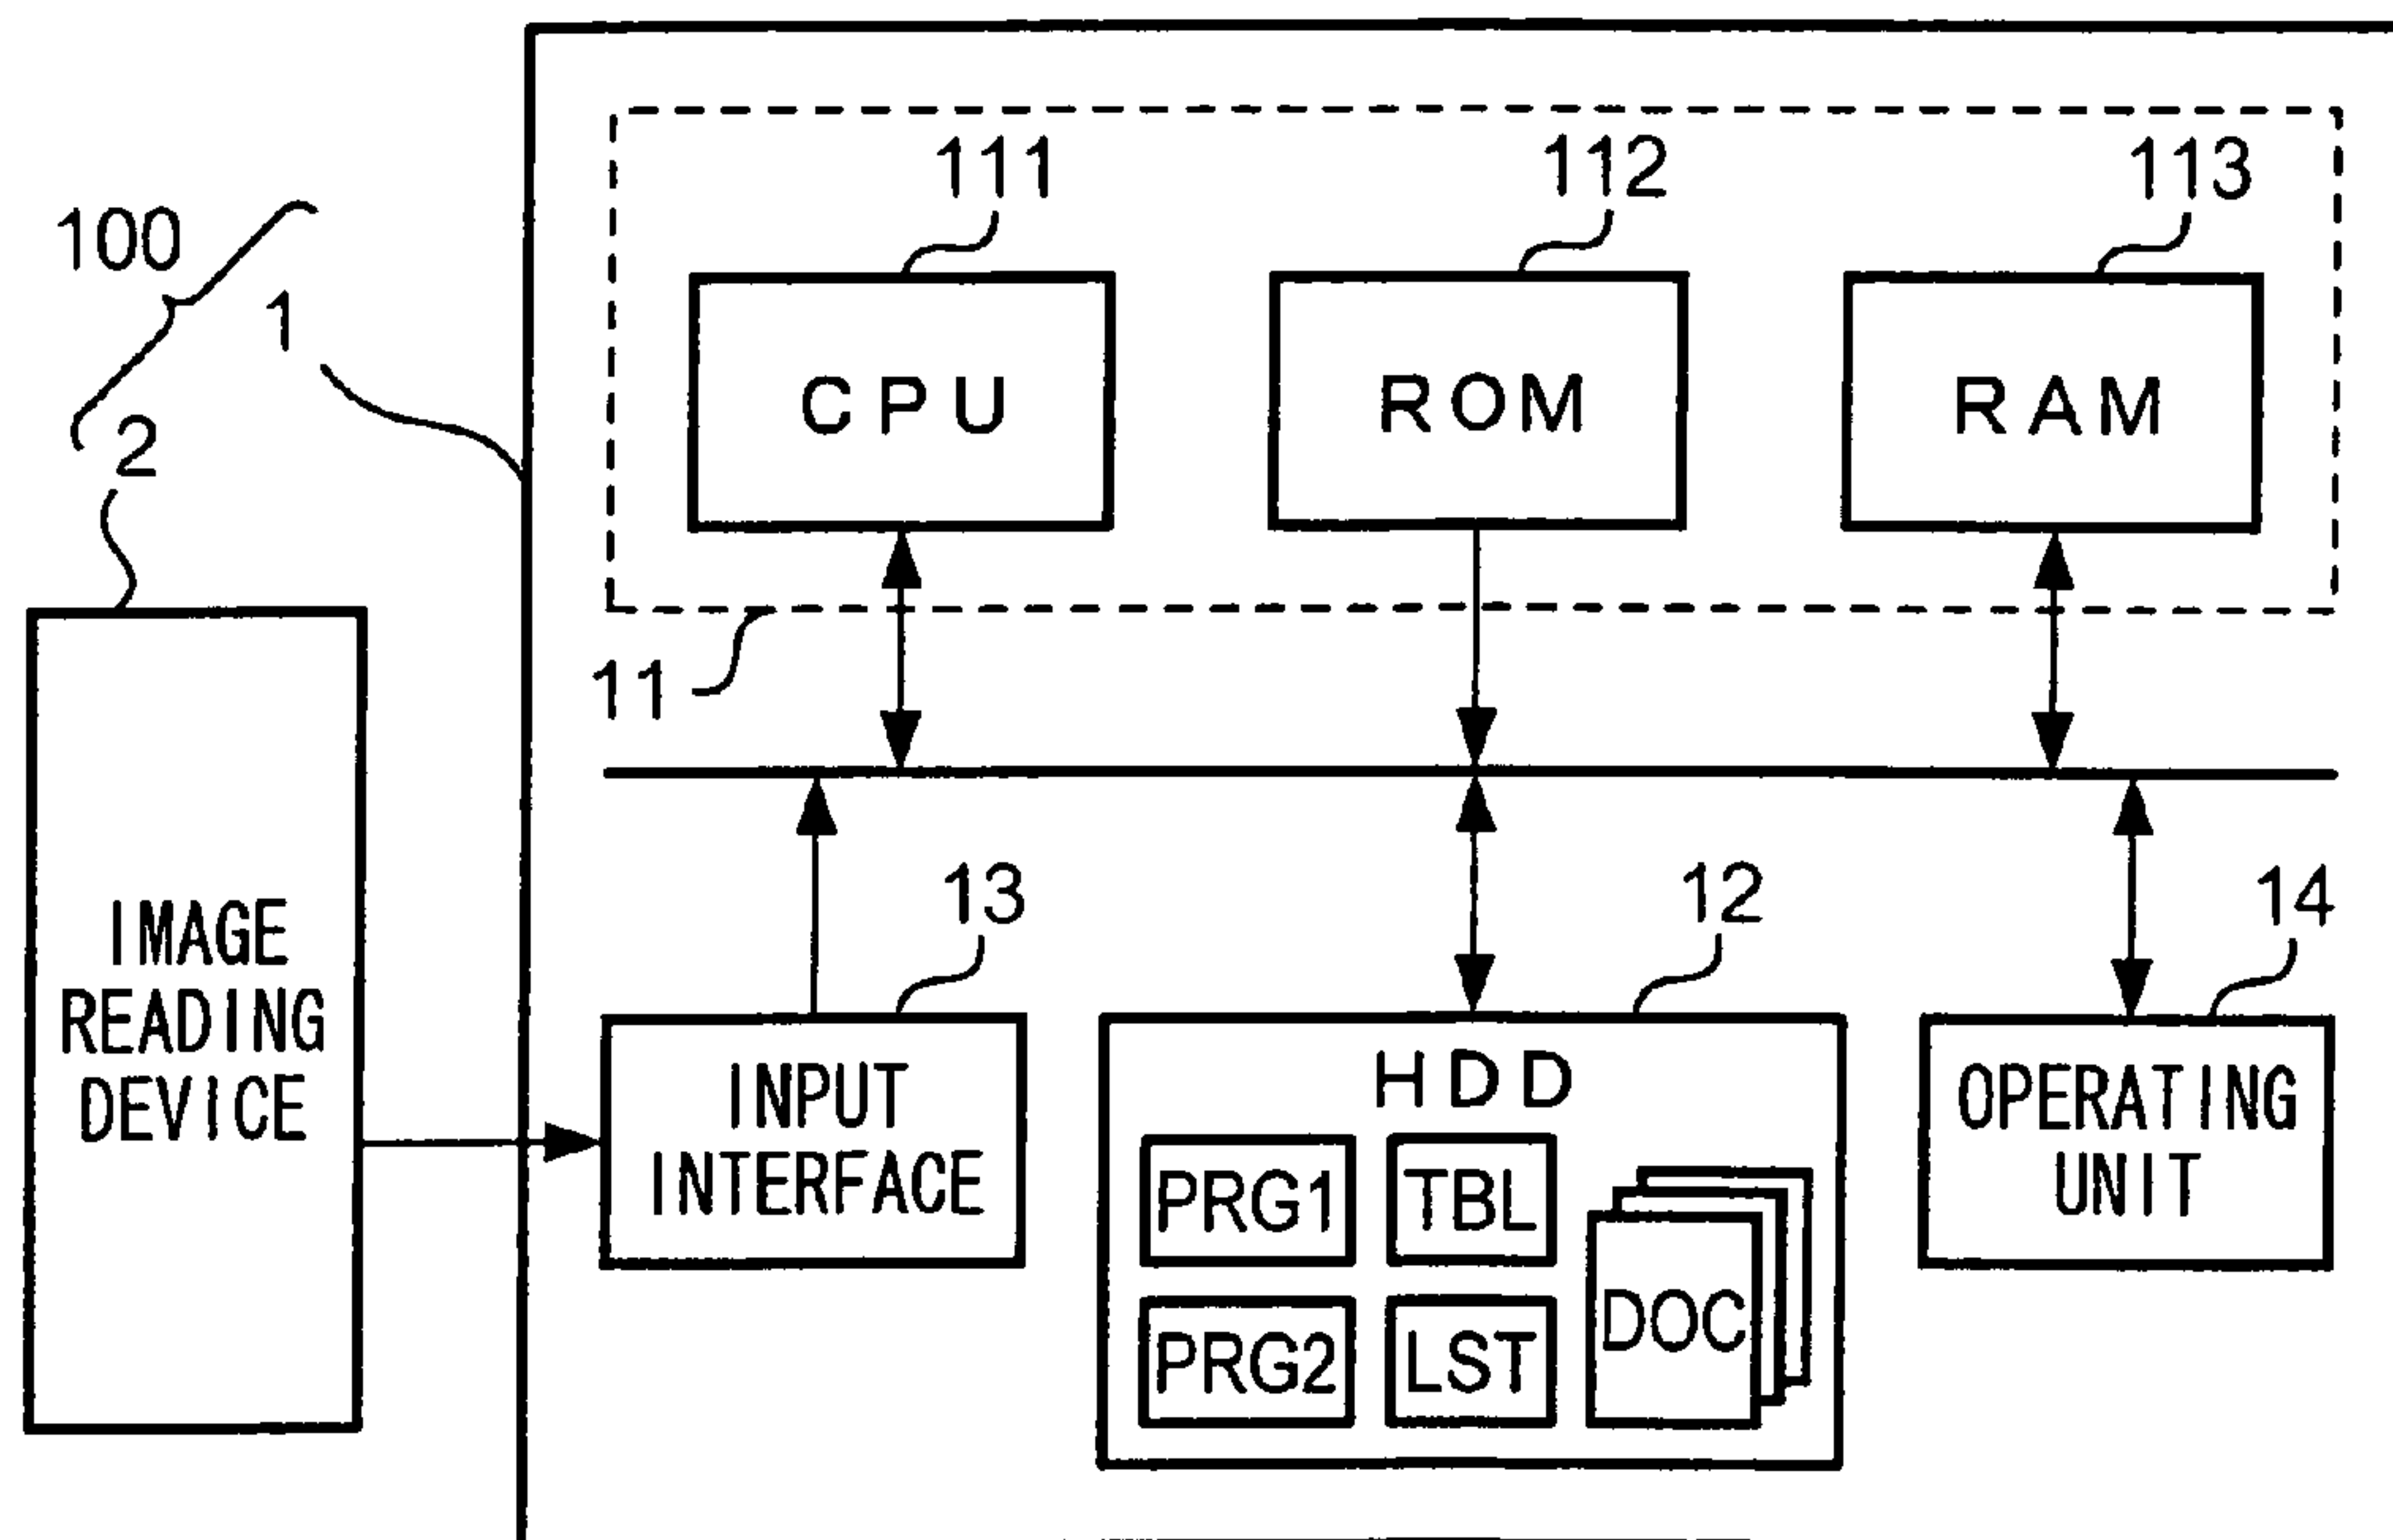 111
112
113
100
1
2
CPU
ROM
RAM
11
13
12
14
IMAGE
READING
DEVICE
INPUT
INTERFACE
HDD
PRG1
TBL
PRG2
LST
DOC
OPERATING
UNIT